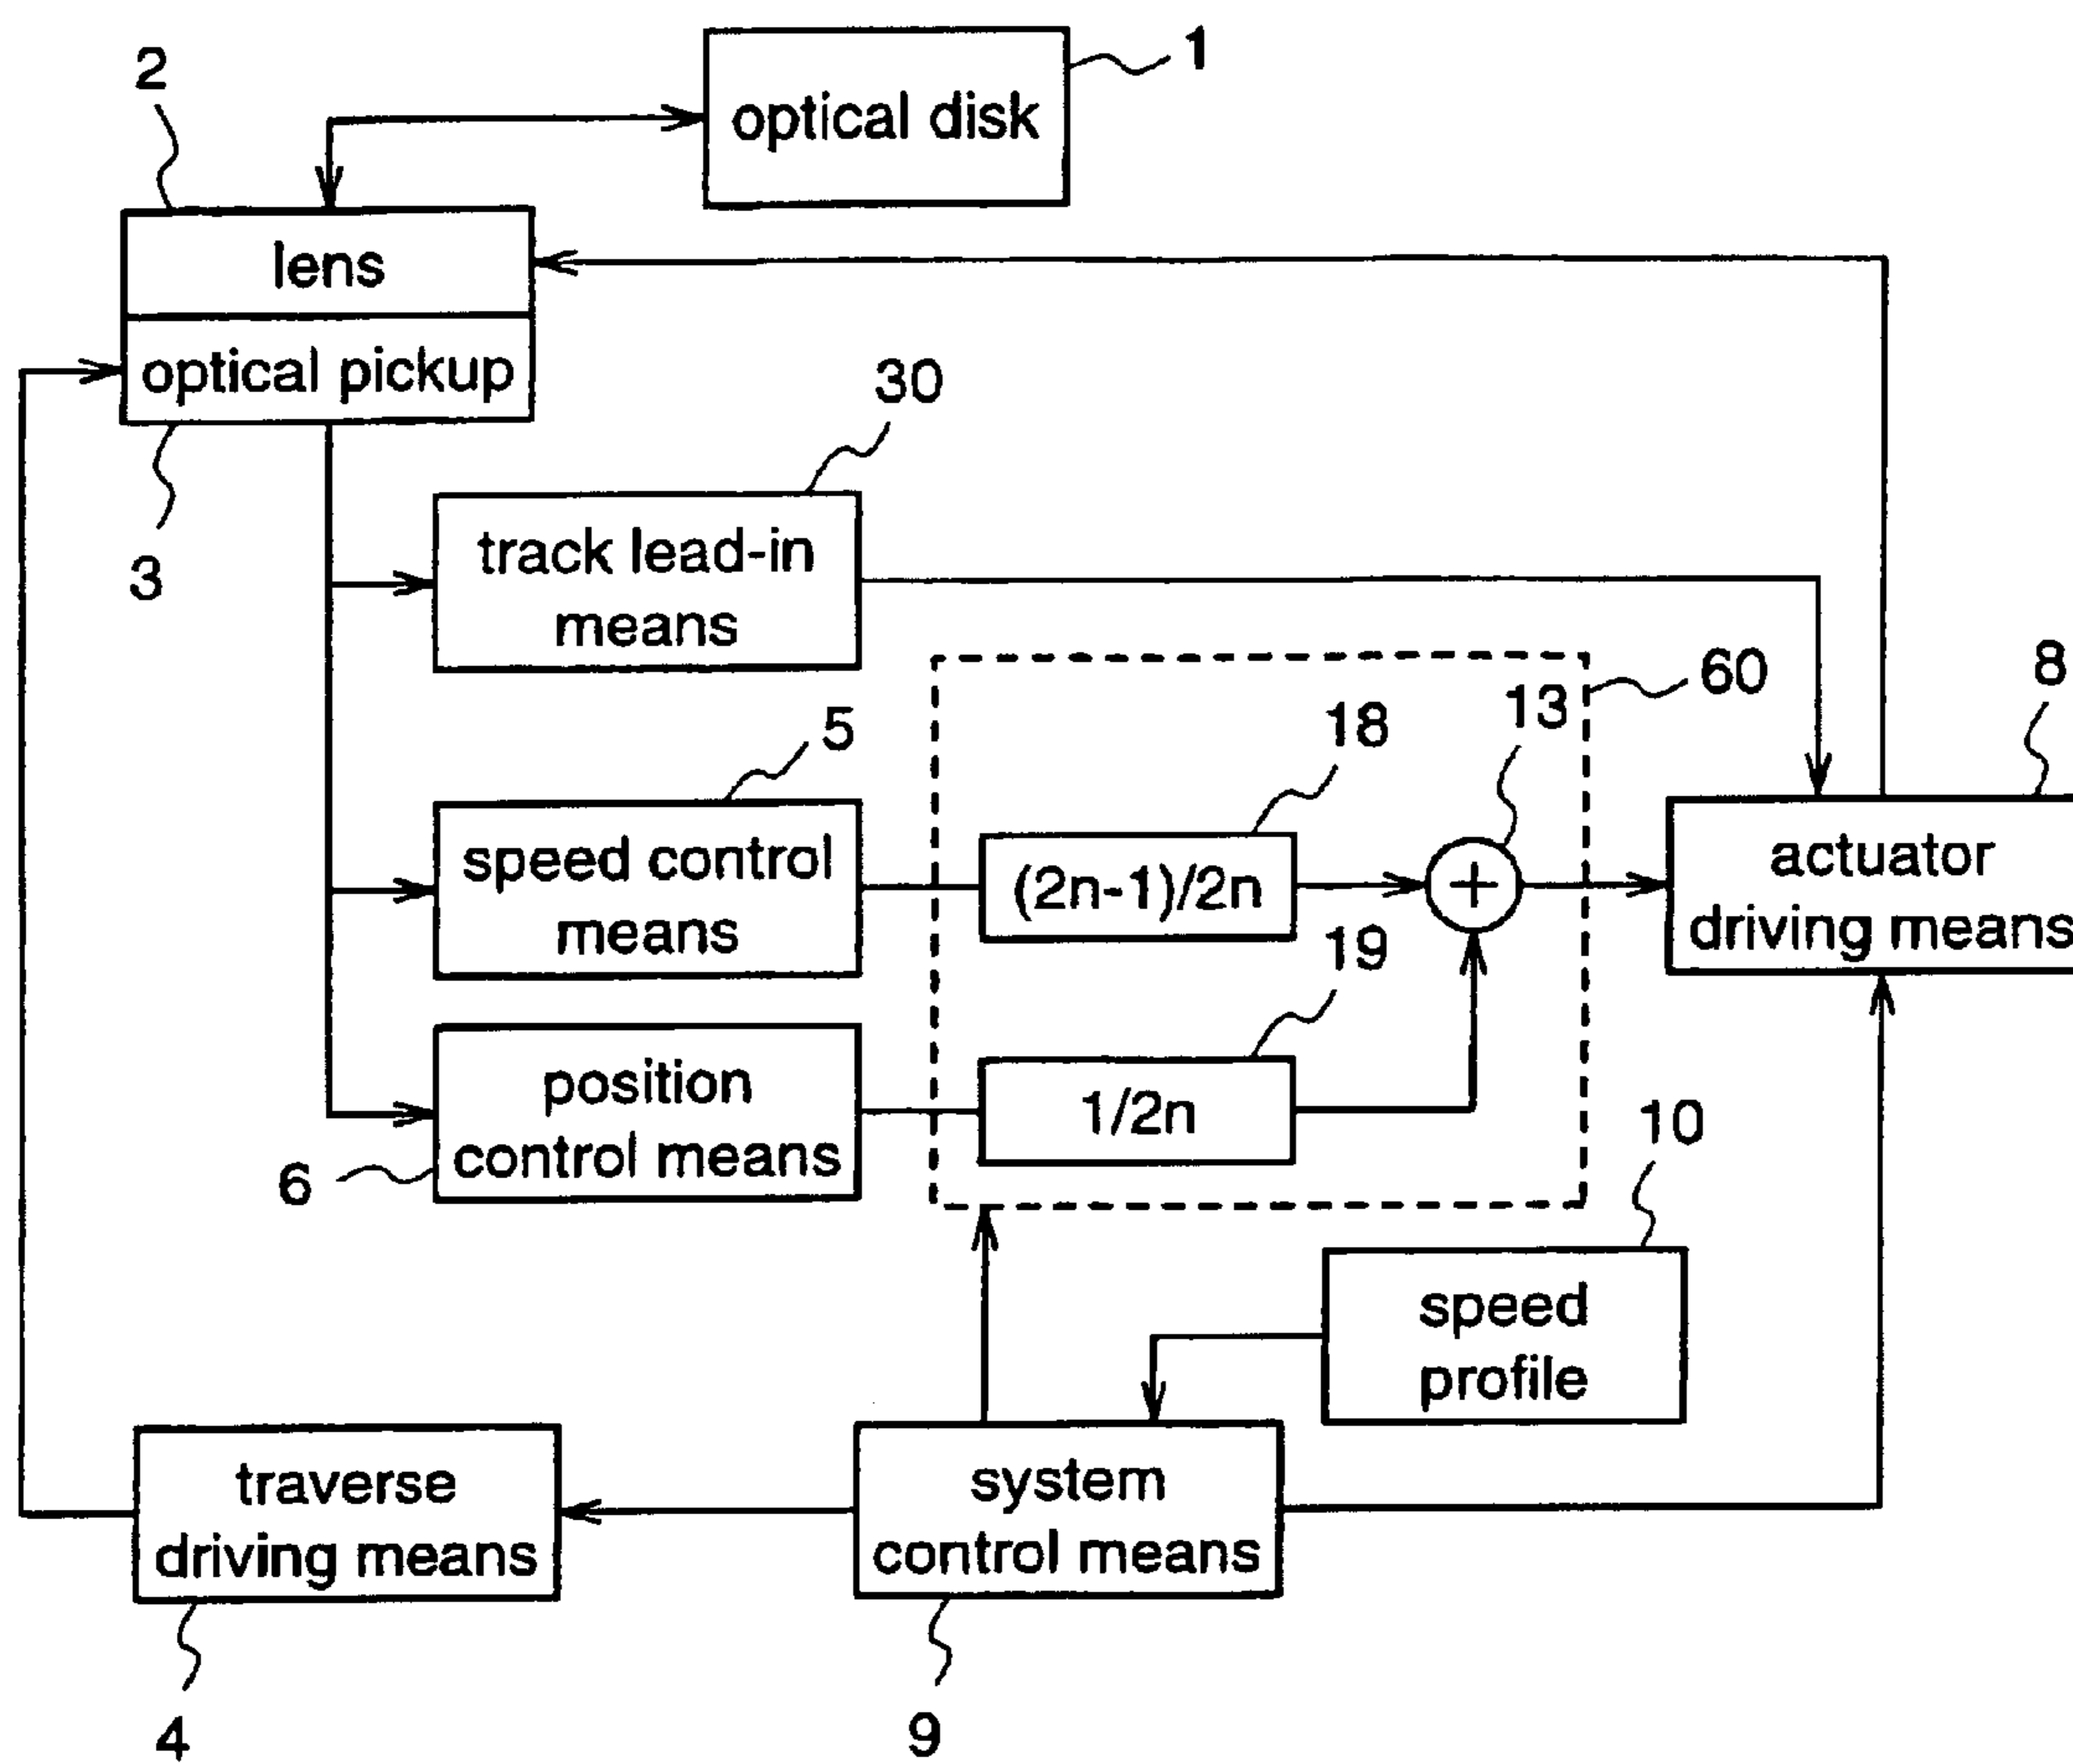 1
2
optical disk
lens
optical pickup
30
3
track lead-in
means
60
8
13
18
5
speed control
means
(2n-1)/2n
+
actuator
driving means
19
position
control means
1/2n
10
6
speed
profile
traverse
driving means
system
control means
4
9